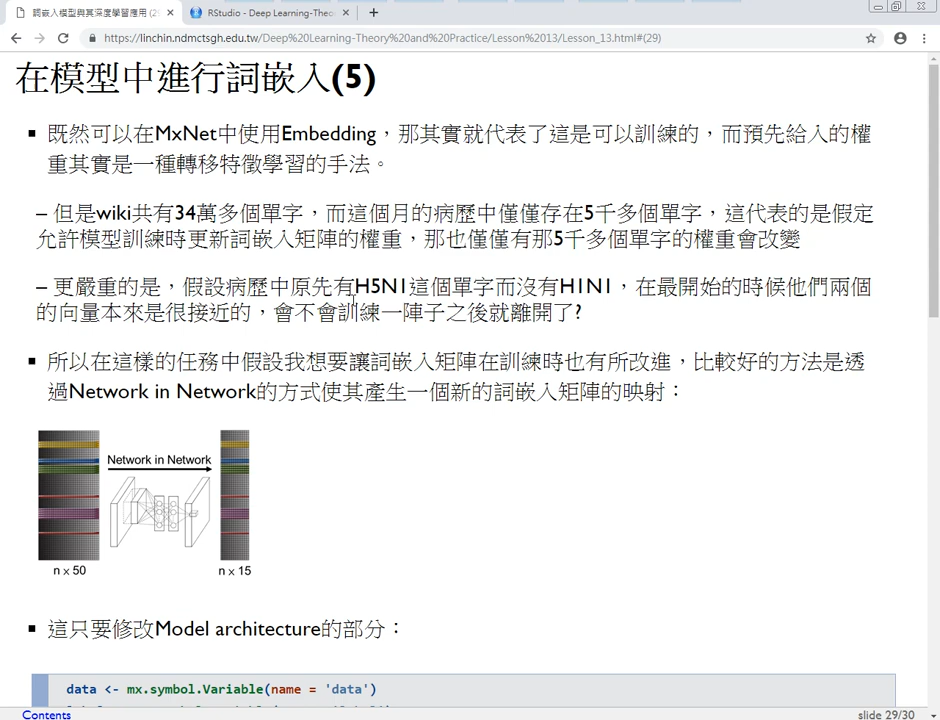 詞嵌入模型與其深度學習應用 (2
RStudio - Deep Learning-Theo
https://linchin.ndmctsgh.edu.tw/Deep%20Learning-Theory%20and%20Practice/Lesson%2013/Lesson_13.html#(29)
在模型中進行詞嵌入(5)
既然可以在MxNet中使用Embedding，那其實就代表了這是可以訓練的，而預先給入的權
重其實是一種轉移特徵學習的手法。
– 但是wiki共有34萬多個單字，而這個月的病歷中僅僅存在5千多個單字，這代表的是假定
允許模型訓練時更新詞嵌入矩陣的權重，那也僅僅有那5千多個單字的權重會改變
– 更嚴重的是，假設病歷中原先有H5N1這個單字而沒有H1N1，在最開始的時候他們兩個
的向量本來是很接近的，會不會訓練一陣子之後就離開了?
所以在這樣的任務中假設我想要讓詞嵌入矩陣在訓練時也有所改進，比較好的方法是透
過Network in Network的方式使其產生一個新的詞嵌入矩陣的映射：
Network in Network
n x 50
n x 15
這只要修改Model architecture的部分：
data <- mx.symbol.Variable(name = 'data')
Contents
slide 29/30